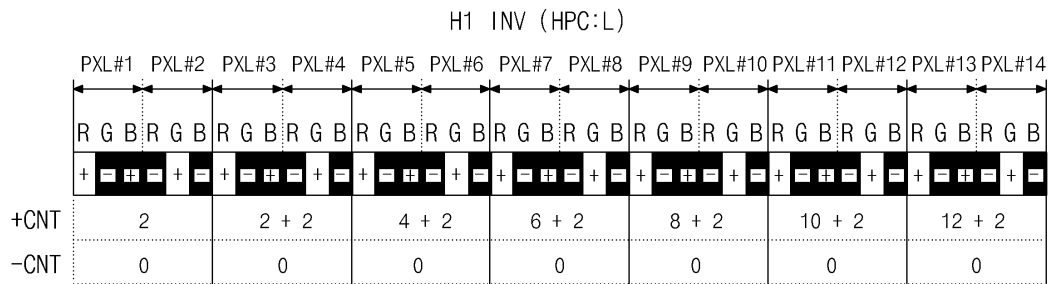 H1 INV (HPC:L)
PXL#1 PXL#2 PXL#3 PXL#4 PXL#5 PXL#6 PXL#7 PXL#8 PXL#9 PXL#10 PXL#11 PXL#12 PXL#13 PXL#14
R G B R G B R G B R G B R G B R G B R G B R G B R G B R G B R G B R G B R G B R G B
+ - + - + - + - + - + - + - + - + - + - + - + - + - + - + - + - + - + - + - + - + -
+CNT 2 2 + 2 4 + 2 6 + 2 8 + 2 10 + 2 12 + 2
-CNT 0 0 0 0 0 0 0